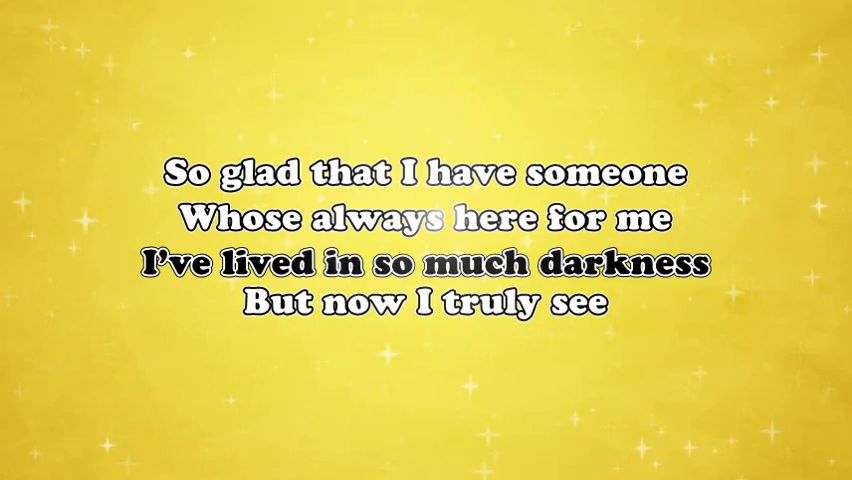 So glad that I have someone
Whose always here for me
I've lived in so much darkness
But now I truly see